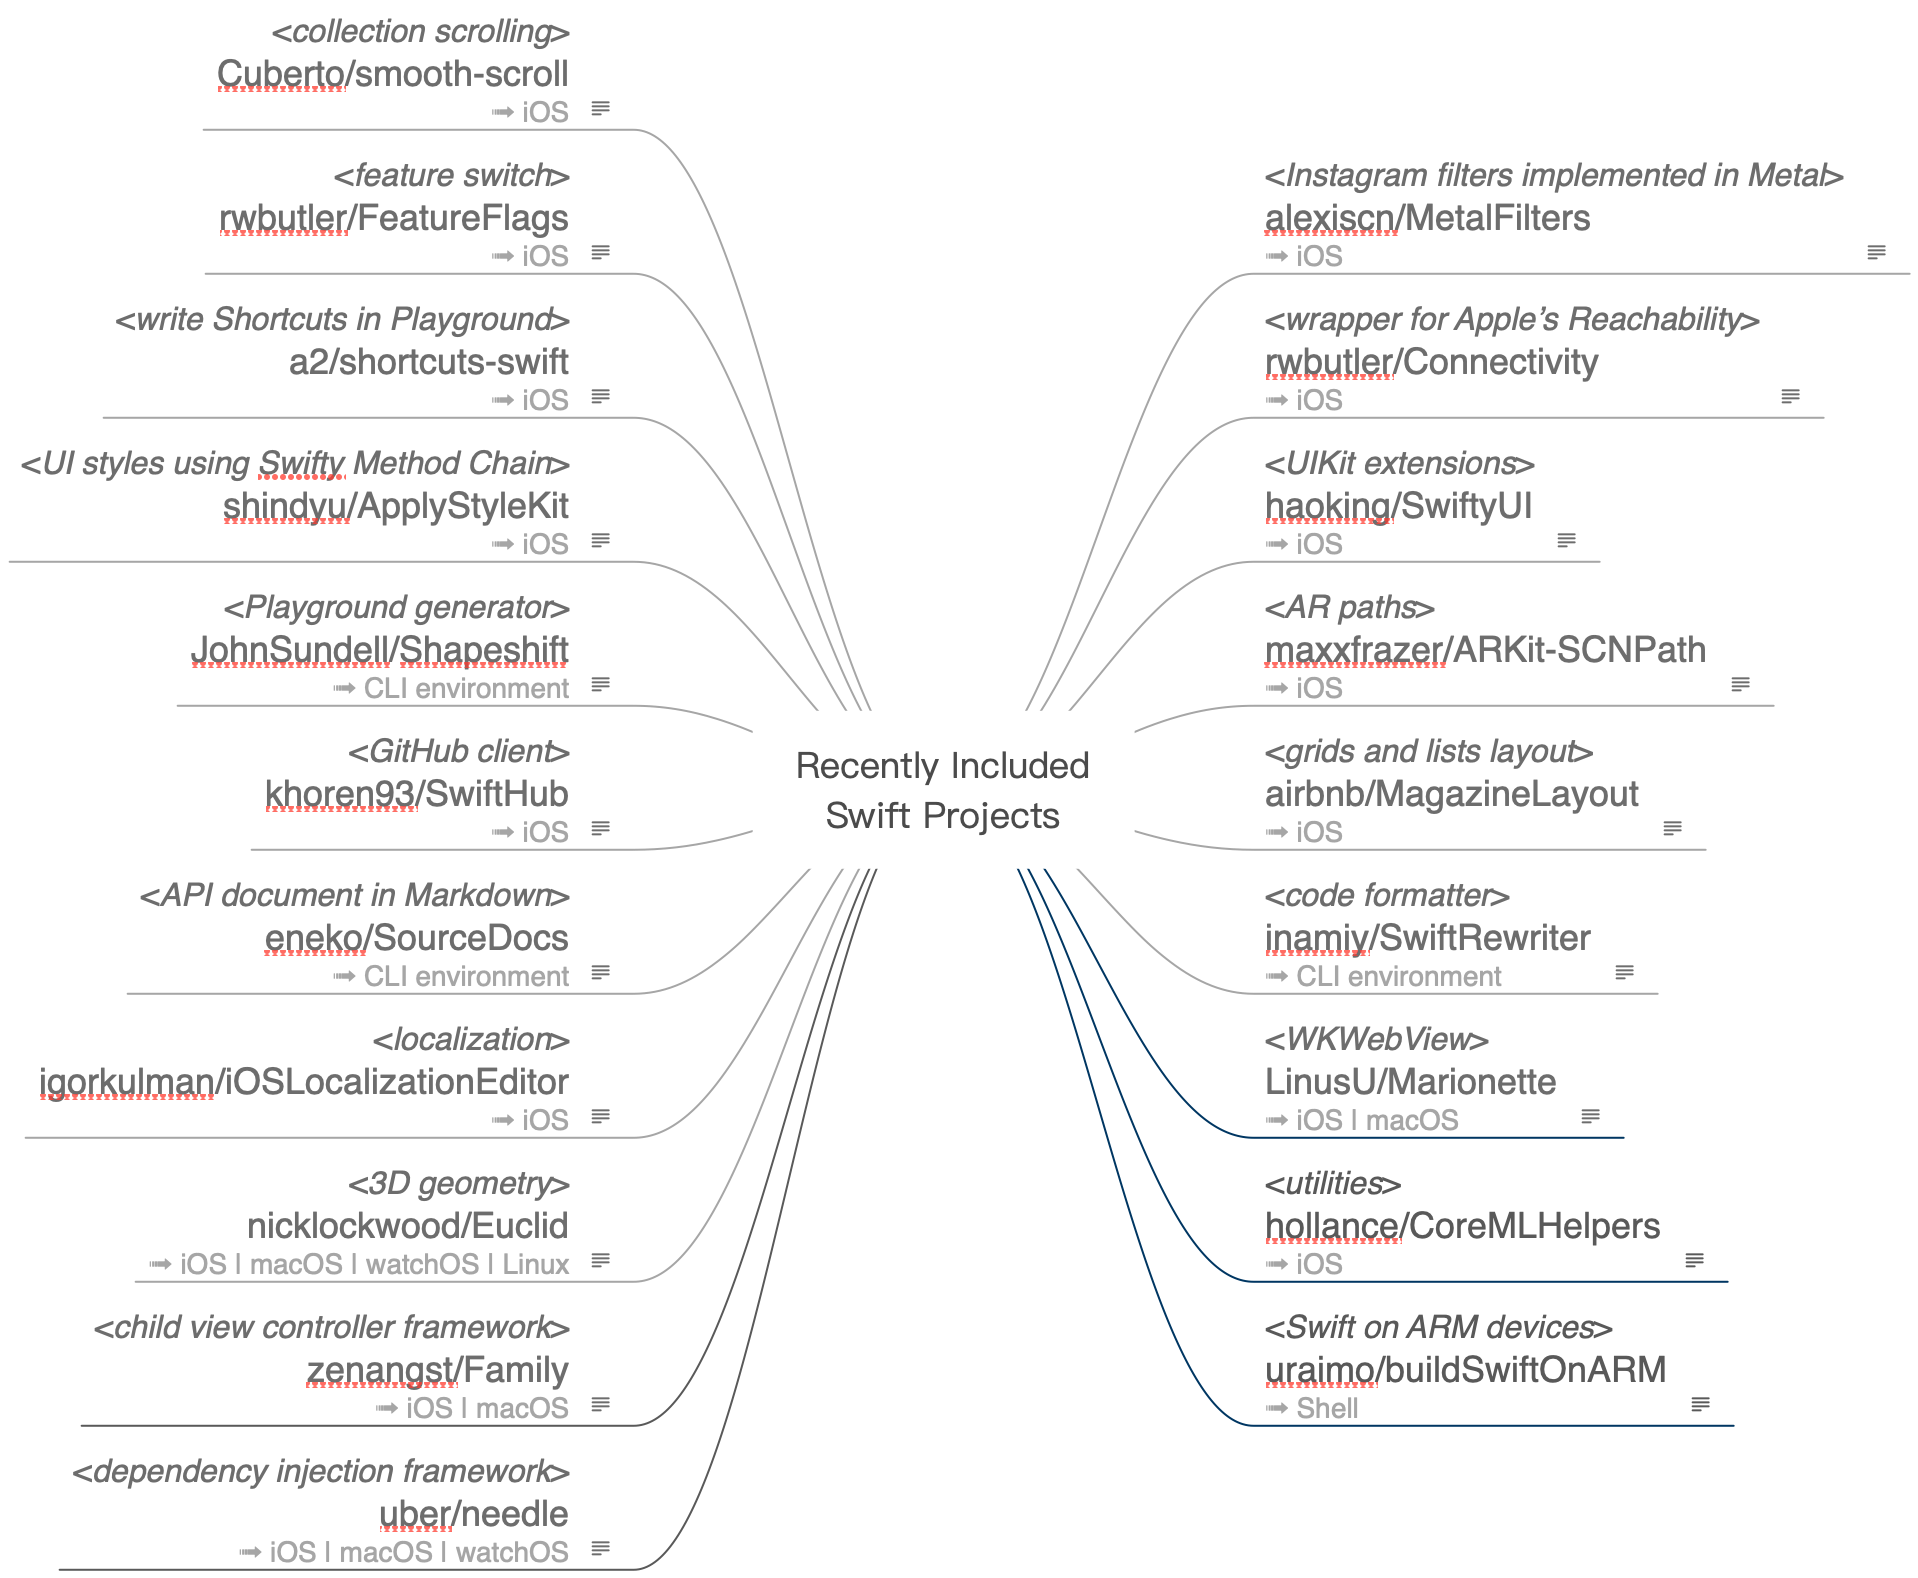 <collection scrolling>
Cuberto/smooth-scroll
➟ iOS
<feature switch>
rwbutler/FeatureFlags
➟ iOS
<write Shortcuts in Playground>
a2/shortcuts-swift
➟ iOS
<UI styles using Swifty Method Chain>
shindyu/ApplyStyleKit
➟ iOS
<Playground generator>
JohnSundell/Shapeshift
➟ CLI environment
<GitHub client>
khoren93/SwiftHub
➟ iOS
<API document in Markdown>
eneko/SourceDocs
➟ CLI environment
<localization>
igorkulman/iOSLocalizationEditor
➟ iOS
<3D geometry>
nicklockwood/Euclid
➟ iOS | macOS | watchOS | Linux
<child view controller framework>
zenangst/Family
➟ iOS | macOS
<dependency injection framework>
uber/needle
➟ iOS | macOS | watchOS
Recently Included
Swift Projects
<Instagram filters implemented in Metal>
alexiscn/MetalFilters
➟ iOS
<wrapper for Apple’s Reachability>
rwbutler/Connectivity
➟ iOS
<UIKit extensions>
haoking/SwiftyUI
➟ iOS
<AR paths>
maxxfrazer/ARKit-SCNPath
➟ iOS
<grids and lists layout>
airbnb/MagazineLayout
➟ iOS
<code formatter>
inamiy/SwiftRewriter
➟ CLI environment
<WKWebView>
LinusU/Marionette
➟ iOS | macOS
<utilities>
hollance/CoreMLHelpers
➟ iOS
<Swift on ARM devices>
uraimo/buildSwiftOnARM
➟ Shell